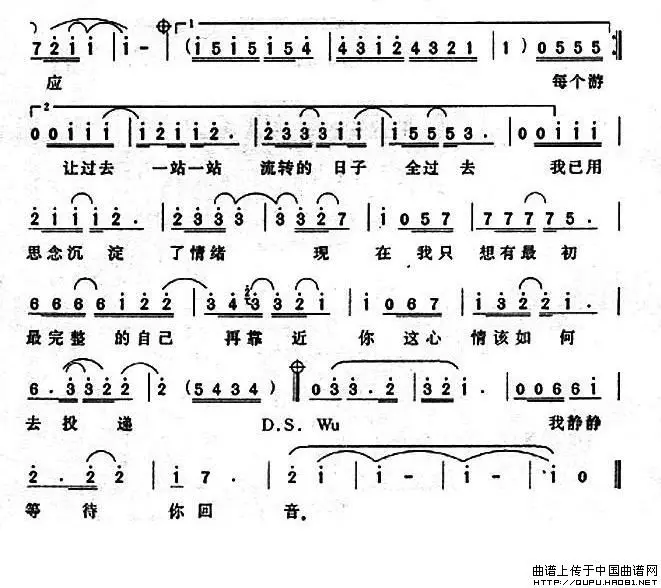 7 2 i i | i - | ( i 5 i 5 i 5 4 | 4 3 i 2 4 3 2 1 | 1 ) 0 5 5 5 :||
应 每个游
0 0 i i i | i 2 i i 2 . | 2 3 3 3 i i | i 5 5 5 3 . | 0 0 i i i |
让过去 一站一站 流转的 日子 全过去 我已用
2 i i i 2 . | 2 3 3 3 3 3 2 7 | i 0 5 7 | 7 7 7 7 5 . |
思念沉 淀 了情绪 现 在 我只 想有最 初
6 6 6 6 i 2 2 | 3 4 3 3 2 i | i 0 6 7 | i 3 2 2 i . |
最完整 的自己 再靠 近 你 这心 情该如何
6 . 3 3 2 2 2 ( 5 4 3 4 ) 0 3 3 . 2 | 3 2 i . | 0 0 6 6 i |
去 投 递 D.S. Wu 我静静
2 . 2 2 | i 7 . | 2 i | i - | i - | i 0 ||
等 待 你回 音。
曲谱上传于中国曲谱网
HTTP://QUPU.HAO81.NET